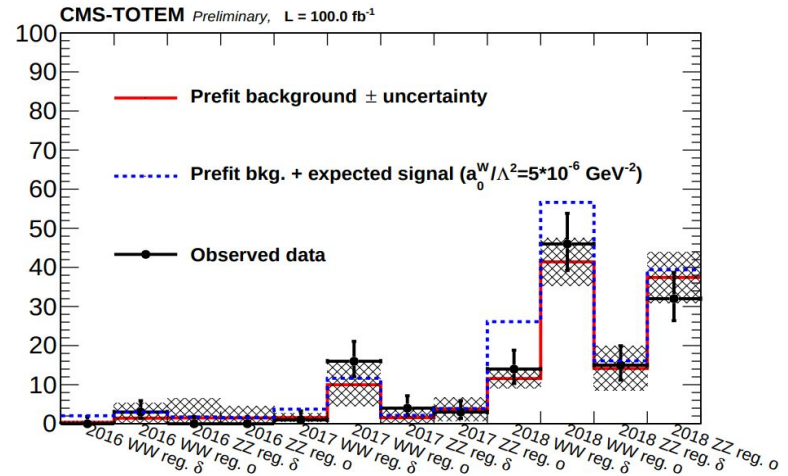 CMS-TOTEM Preliminary, L = 100.0 fb⁻¹
100
90
80
70
60
50
40
30
20
10
0
Prefit background ± uncertainty
Prefit bkg. + expected signal (a₀ᵂ/Λ²=5*10⁻⁶ GeV⁻²)
Observed data
2016 WW reg. δ
2016 WW reg. o
2016 ZZ reg. δ
2016 ZZ reg. o
2017 WW reg. δ
2017 WW reg. o
2017 ZZ reg. δ
2017 ZZ reg. o
2018 WW reg. δ
2018 WW reg. o
2018 ZZ reg. δ
2018 ZZ reg. o